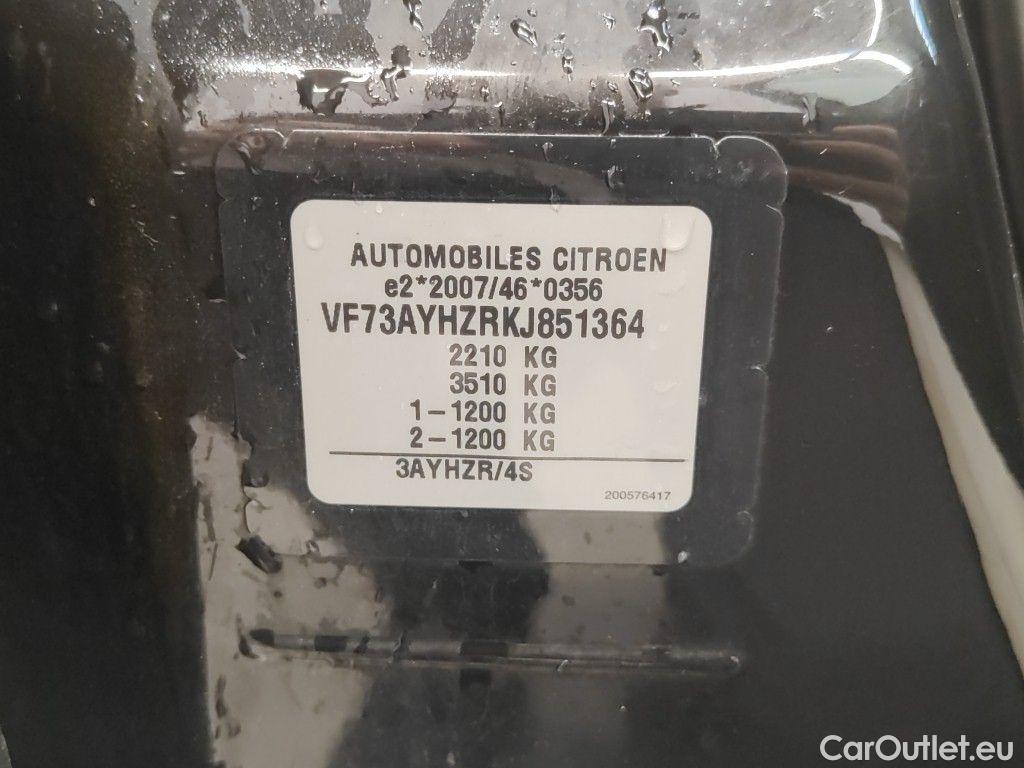 AUTOMOBILES CITROEN
e2*2007/46*0356
VF73AYHZRKJ851364
2210 KG
3510 KG
1-1200 KG
2-1200 KG
3AYHZR/4S
200576417
CarOutlet.eu